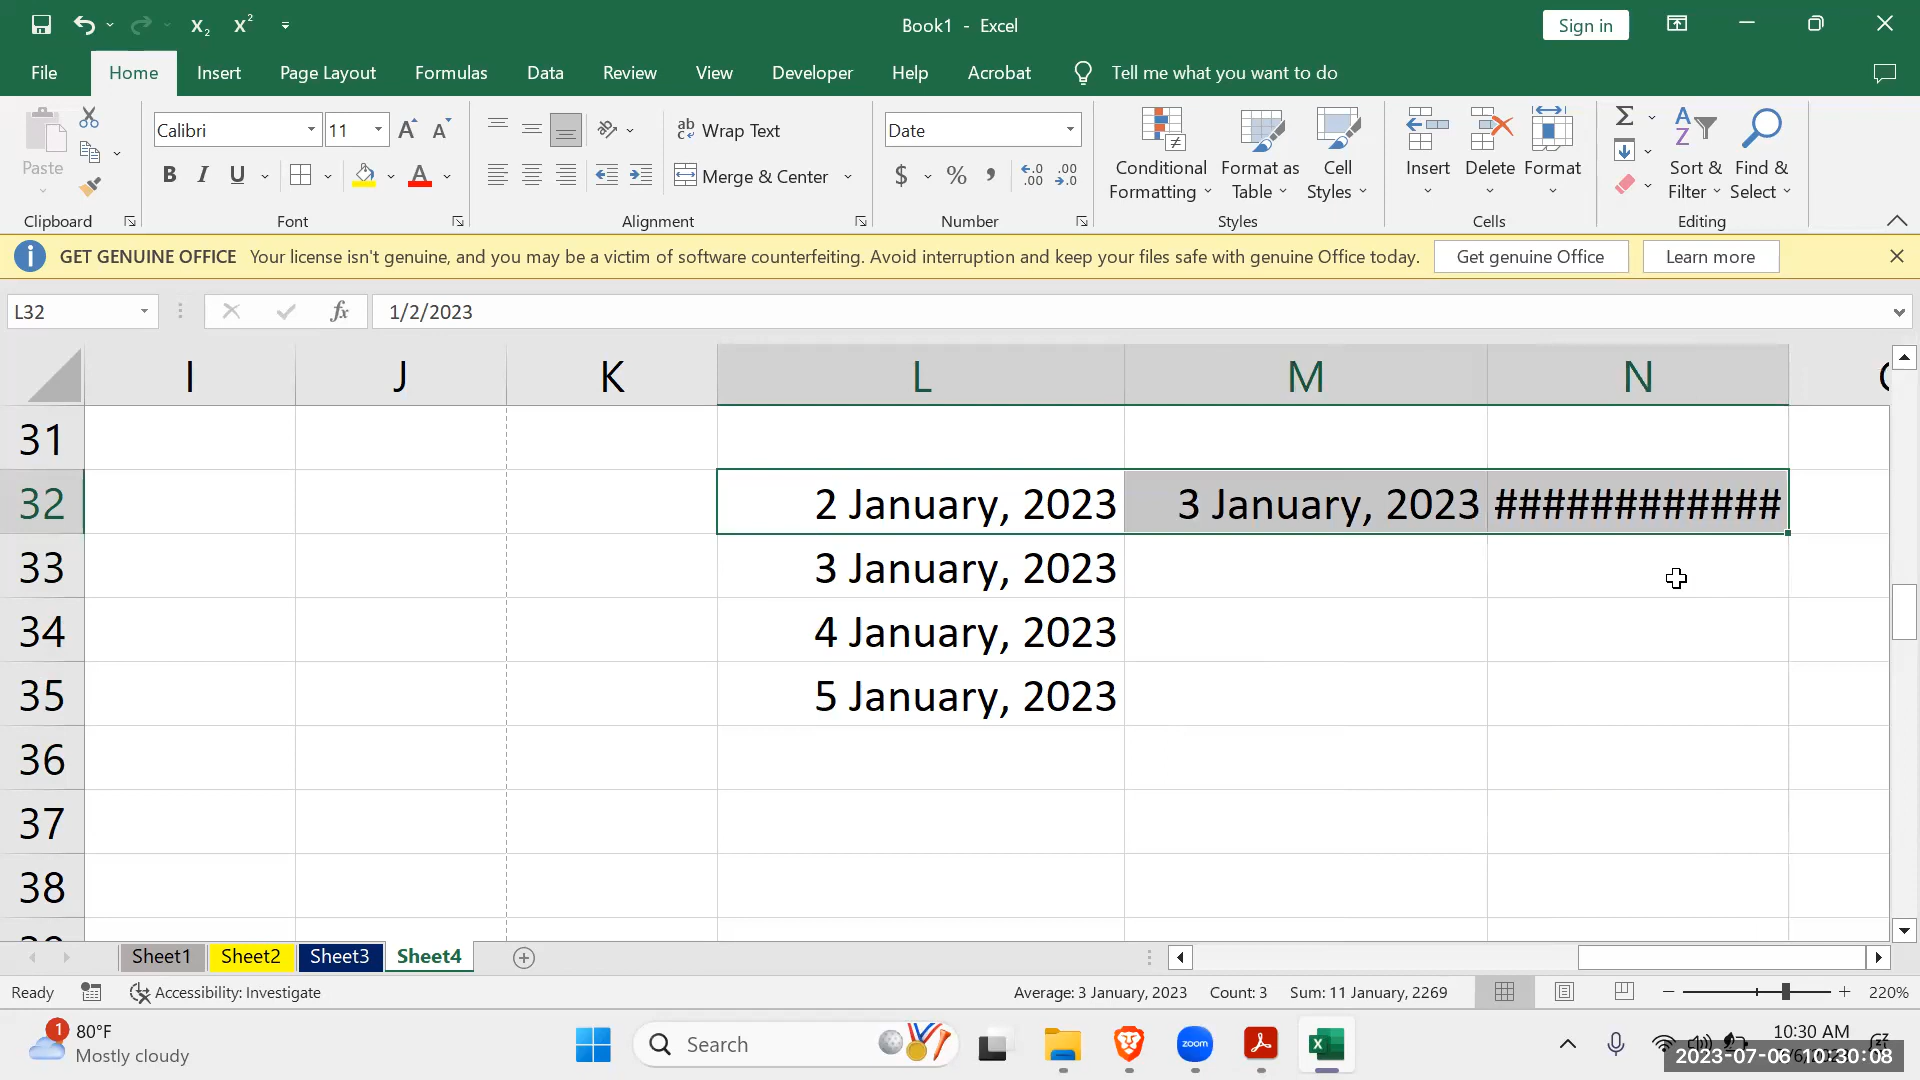 Book1 - Excel
Sign in
File Home Insert Page Layout Formulas Data Review View Developer Help Acrobat Tell me what you want to do
Paste
Clipboard
Calibri 11
B I U
Font
Wrap Text
Merge & Center
Alignment
Date
$ % ,
Number
Conditional Formatting
Format as Table
Cell Styles
Styles
Insert Delete Format
Cells
Sort & Filter
Find & Select
Editing
GET GENUINE OFFICE Your license isn't genuine, and you may be a victim of software counterfeiting. Avoid interruption and keep your files safe with genuine Office today. Get genuine Office Learn more
L32 fx 1/2/2023
I J K L M N
31
32 2 January, 2023 3 January, 2023 ############
33 3 January, 2023
34 4 January, 2023
35 5 January, 2023
36
37
38
Sheet1 Sheet2 Sheet3 Sheet4
Ready Accessibility: Investigate Average: 3 January, 2023 Count: 3 Sum: 11 January, 2269 220%
1 80°F
Mostly cloudy
Search
zoom
10:30 AM
2023-07-06 10:30:08